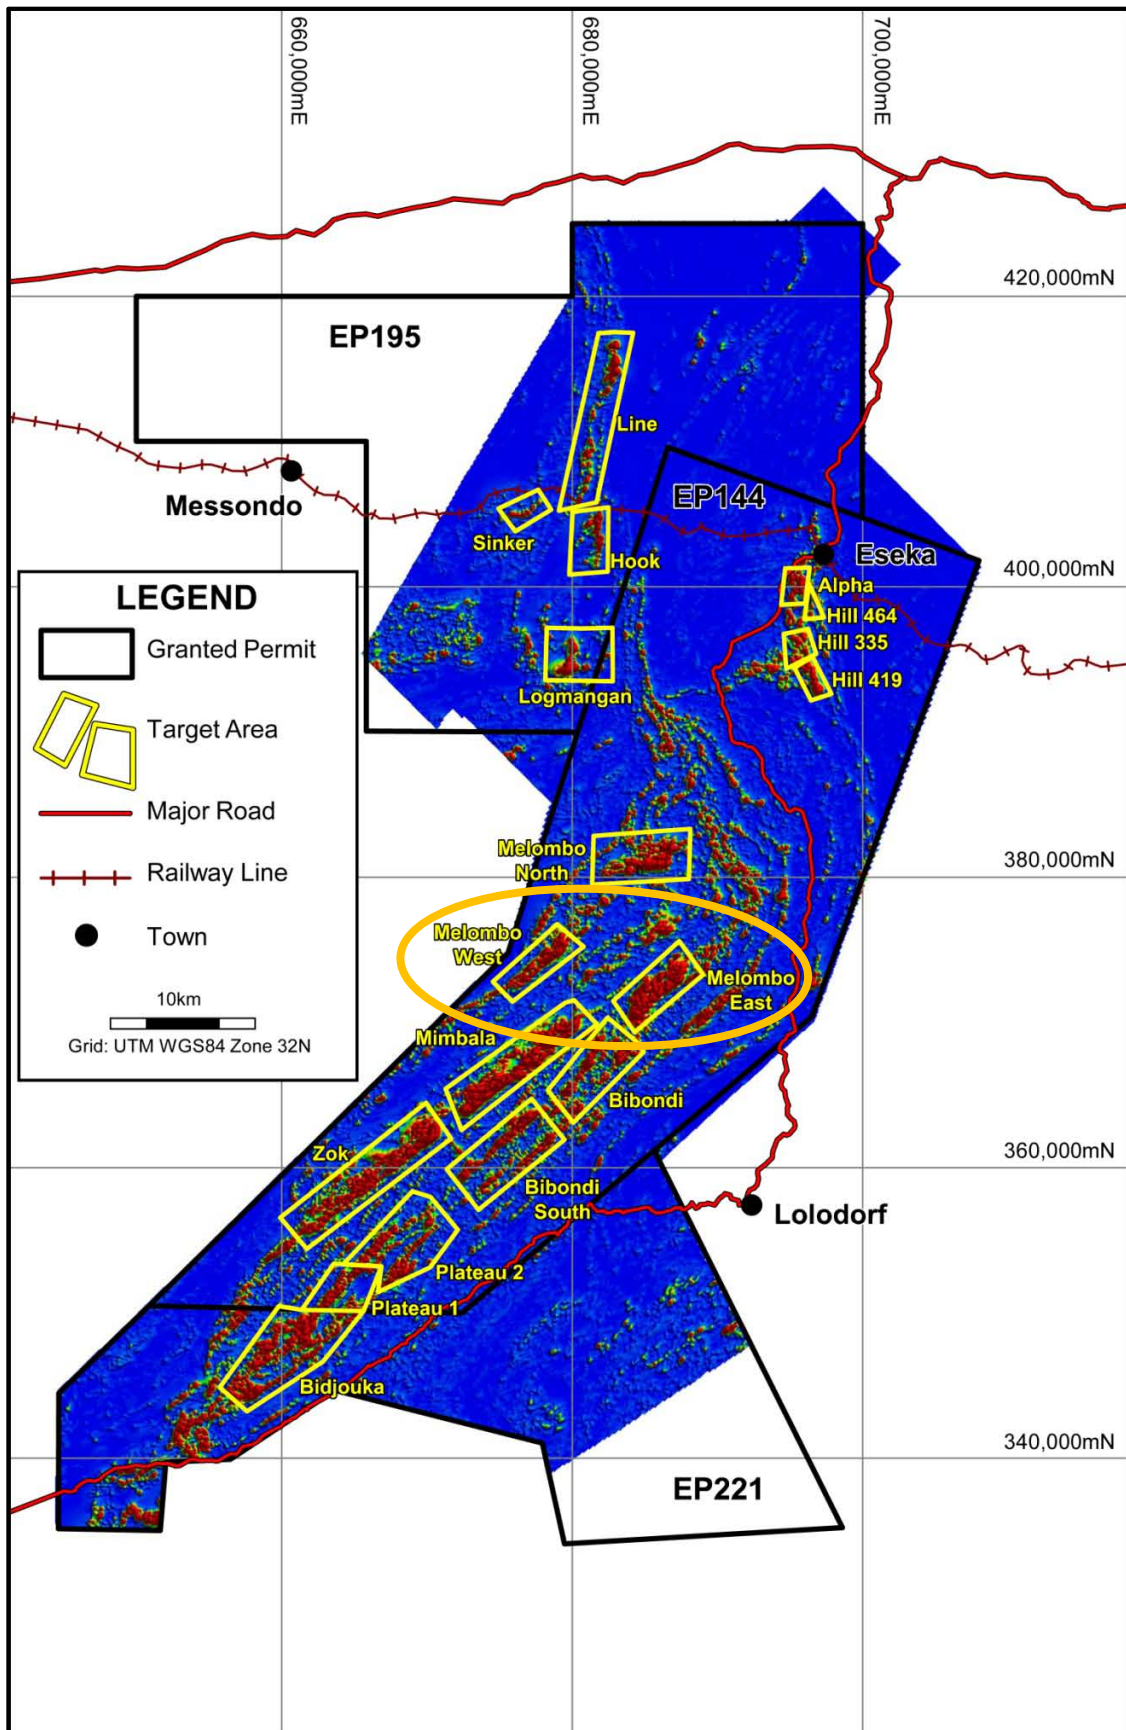 660,000mE
680,000mE
700,000mE
420,000mN
EP195
Line
EP144
Messondo
Sinker
Hook
Eseka
400,000mN
Alpha
Hill 464
Hill 335
Hill 419
Logmangan
LEGEND
Granted Permit
Target Area
Major Road
Railway Line
Town
10km
Grid: UTM WGS84 Zone 32N
Melombo
North
380,000mN
Melombo
West
Melombo
East
Mimbala
Bibondi
Zok
360,000mN
Bibondi
South
Lolodorf
Plateau 2
Plateau 1
Bidjouka
340,000mN
EP221